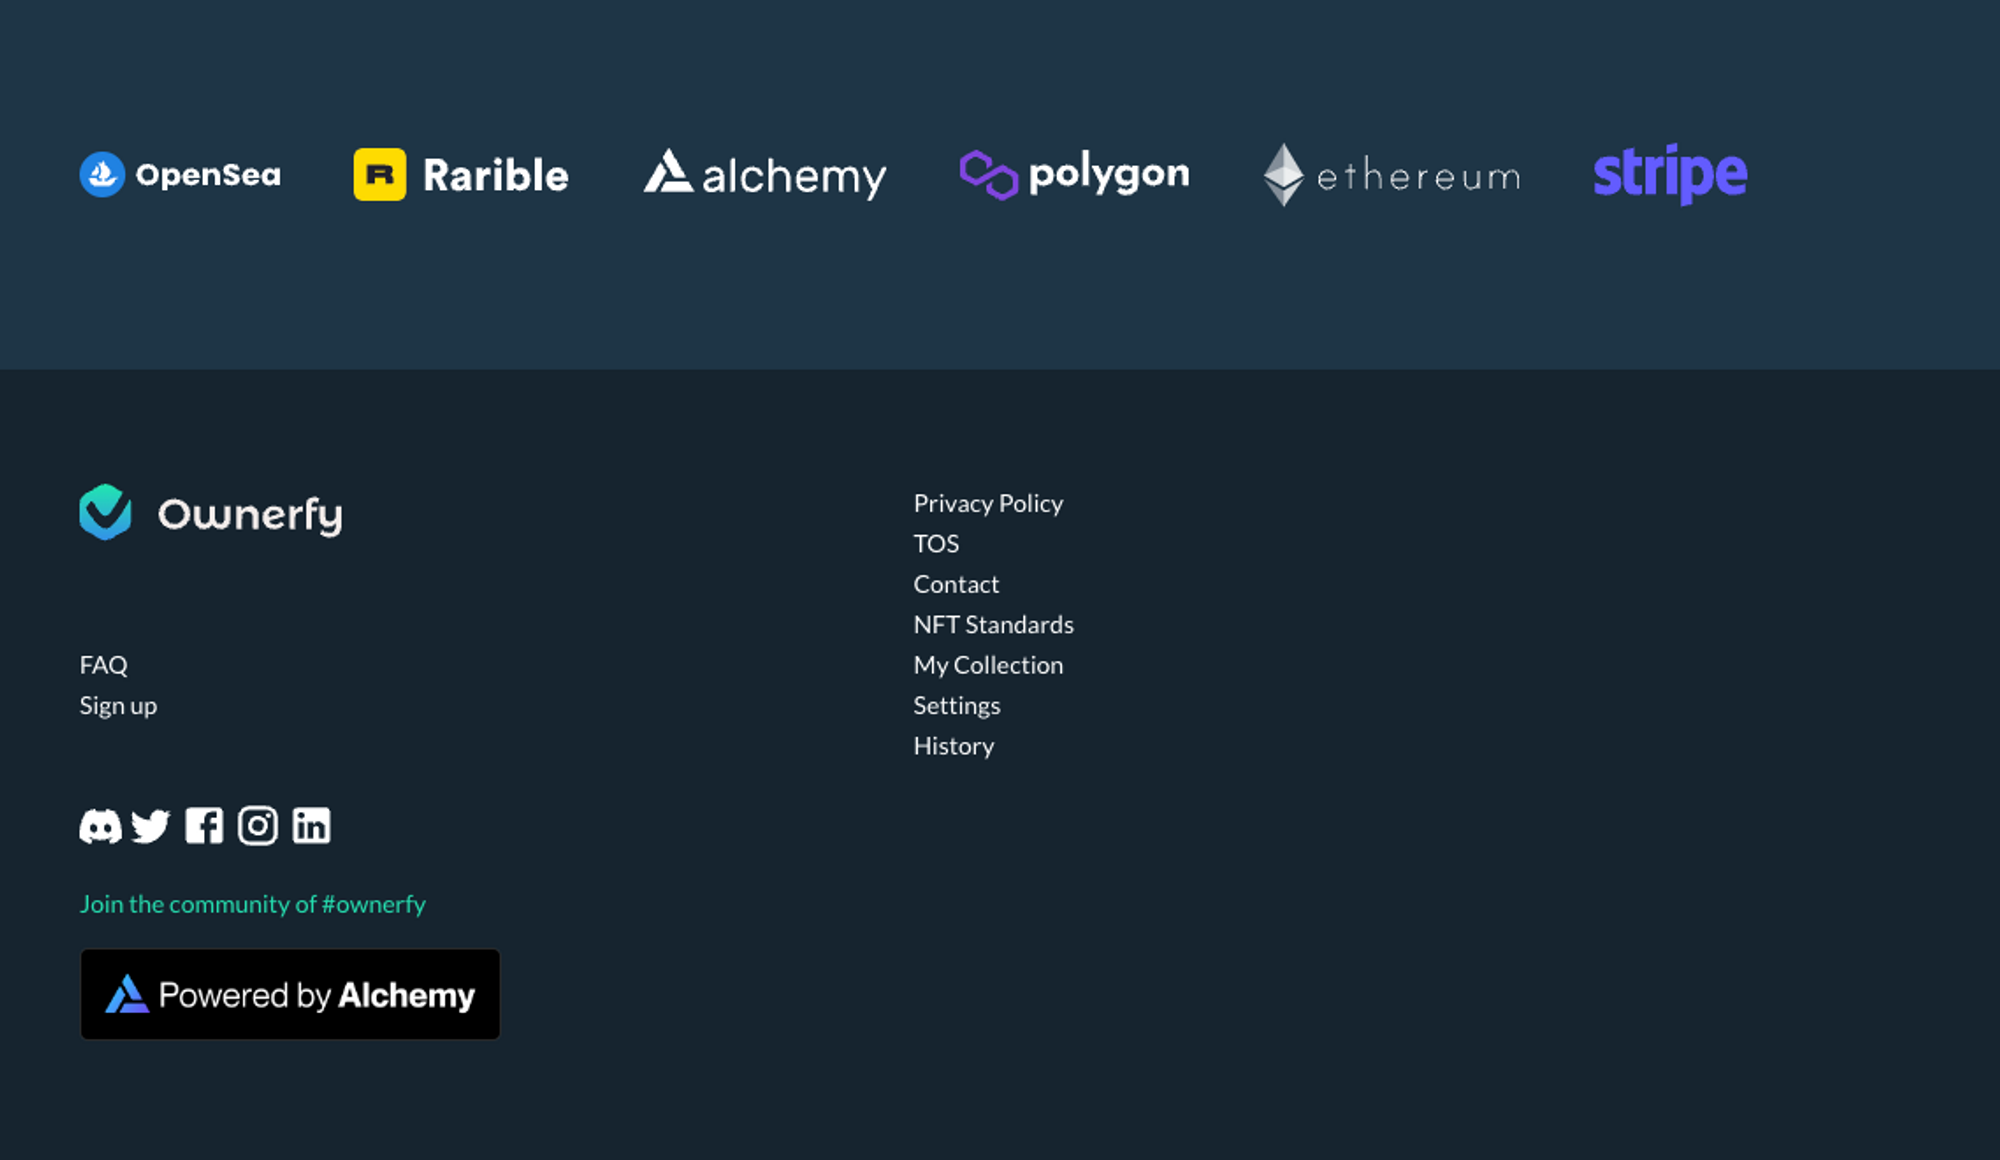 OpenSea
R Rarible
alchemy
polygon
ethereum
stripe
Ownerfy
FAQ
Sign up
in
Join the community of #ownerfy
Powered by Alchemy
Privacy Policy
TOS
Contact
NFT Standards
My Collection
Settings
History